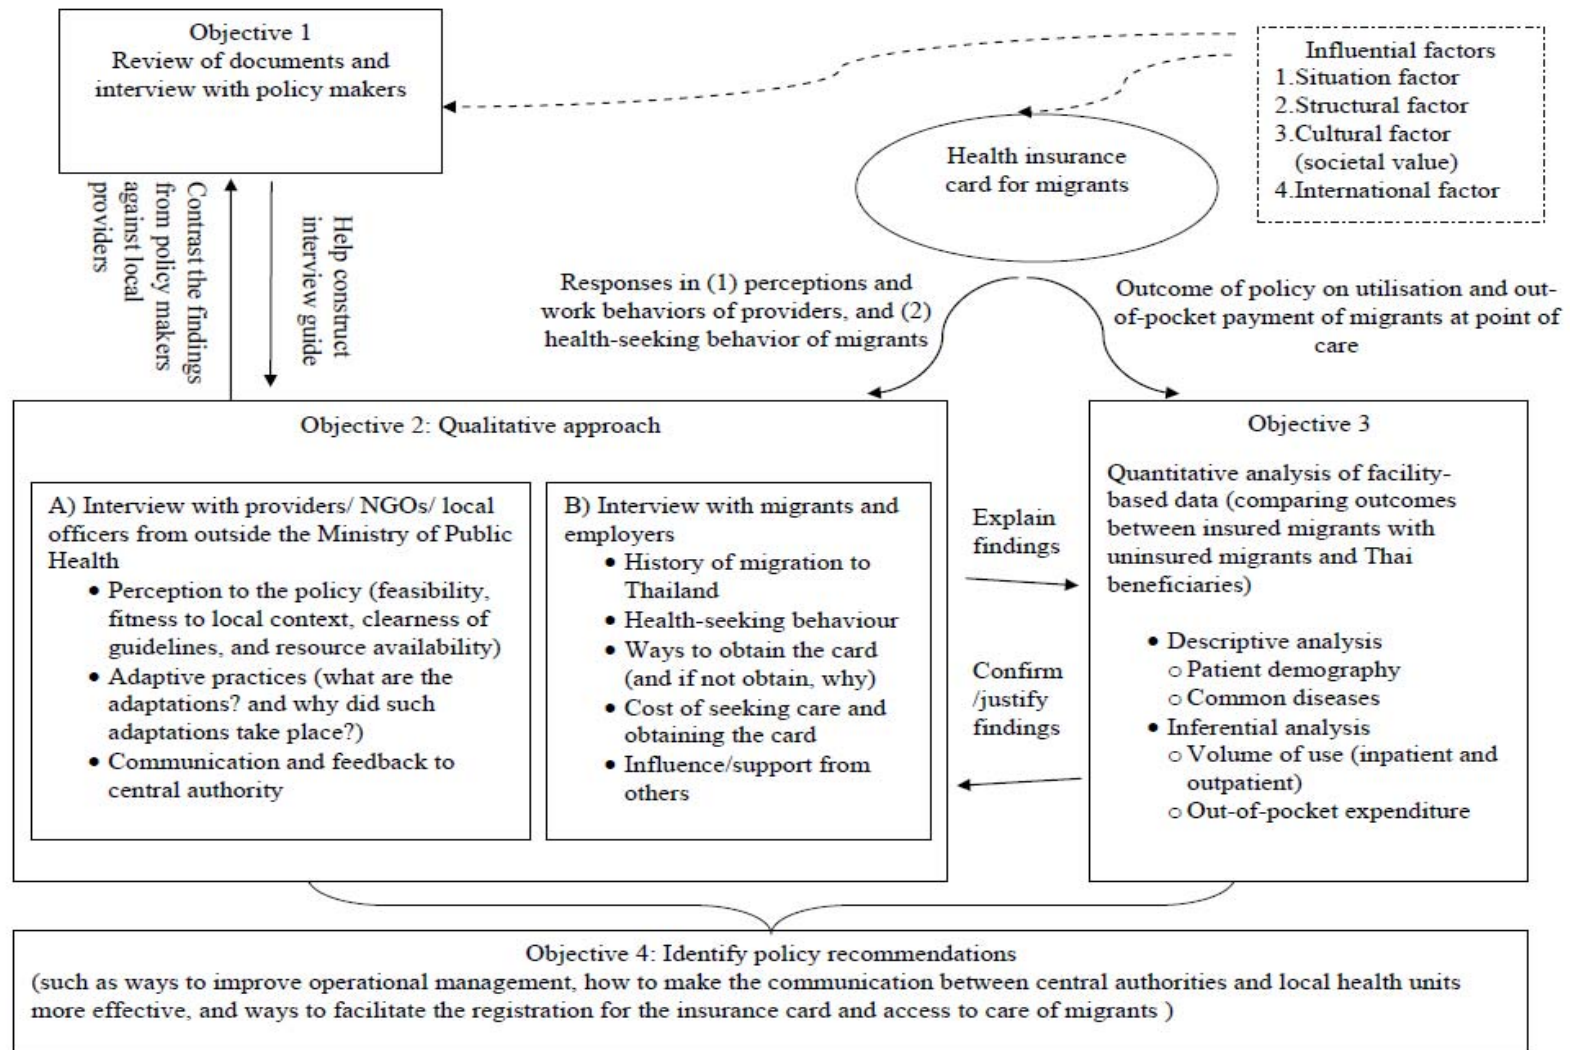 Objective 1
Review of documents and
interview with policy makers
Influential factors
1.Situation factor
2.Structural factor
3.Cultural factor
(societal value)
4.International factor
Health insurance
card for migrants
Contrast the findings
from policy makers
against local
providers
Help construct
interview guide
Responses in (1) perceptions and
work behaviors of providers, and (2)
health-seeking behavior of migrants
Outcome of policy on utilisation and out-
of-pocket payment of migrants at point of
care
Objective 2: Qualitative approach
A) Interview with providers/ NGOs/ local
officers from outside the Ministry of Public
Health
• Perception to the policy (feasibility,
fitness to local context, clearness of
guidelines, and resource availability)
• Adaptive practices (what are the
adaptations? and why did such
adaptations take place?)
• Communication and feedback to
central authority
B) Interview with migrants and
employers
• History of migration to
Thailand
• Health-seeking behaviour
• Ways to obtain the card
(and if not obtain, why)
• Cost of seeking care and
obtaining the card
• Influence/support from
others
Explain
findings
Confirm
/justify
findings
Objective 3
Quantitative analysis of facility-
based data (comparing outcomes
between insured migrants with
uninsured migrants and Thai
beneficiaries)
• Descriptive analysis
o Patient demography
o Common diseases
• Inferential analysis
o Volume of use (inpatient and
outpatient)
o Out-of-pocket expenditure
Objective 4: Identify policy recommendations
(such as ways to improve operational management, how to make the communication between central authorities and local health units
more effective, and ways to facilitate the registration for the insurance card and access to care of migrants )